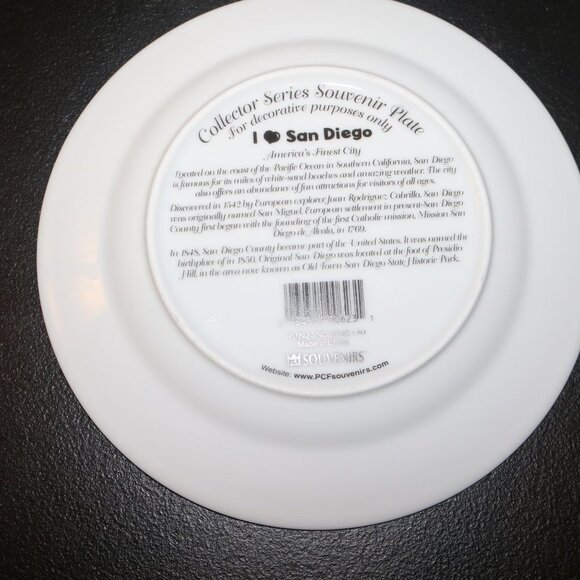 Collector Series Souvenir Plate
For decorative purposes only
I San Diego
America's Finest City
Located on the coast of the Pacific Ocean in Southern California, San Diego
is famous for its miles of white-sand beaches and amazing weather. The city
also offers an abundance of fun attractions for visitors of all ages.
Discovered in 1542 by European explorer Juan Rodriguez Cabrillo, San Diego
was originally named San Miguel. European settlement in present-San Diego
County first began with the founding of the first Catholic mission, Mission San
Diego de Alcala, in 1769.
In 1848, San Diego County became part of the United States. It was named the
birthplace of in 1850. Original San Diego was located at the foot of Presidio
Hill, in the area now known as Old Town San Diego State Historic Park.
Made in China
SOUVENIRS
Website: www.PCFsouvenirs.com